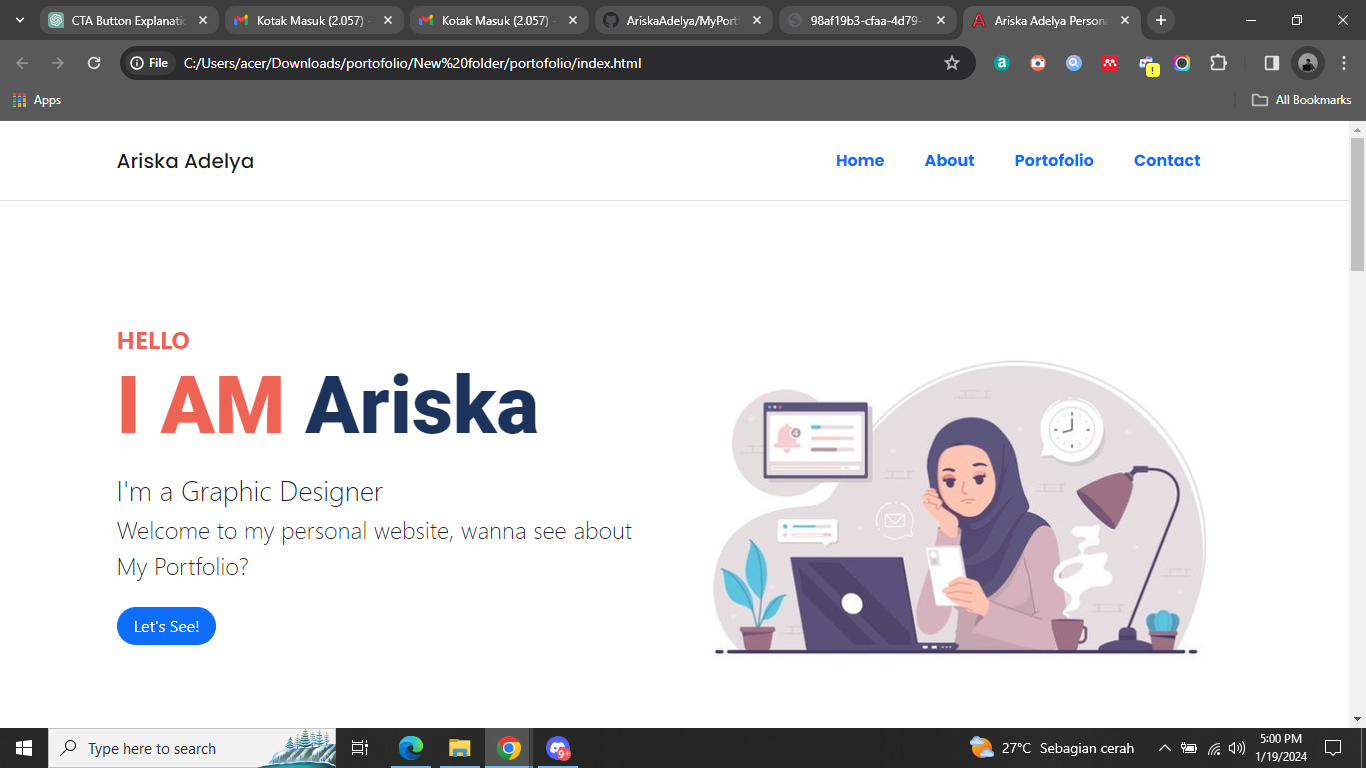 CTA Button Explanati
Kotak Masuk (2.057)
Kotak Masuk (2.057)
AriskaAdelya/MyPort
98af19b3-cfaa-4d79-
Ariska Adelya Persona
File
C:/Users/acer/Downloads/portofolio/New%20folder/portofolio/index.html
Apps
All Bookmarks
Ariska Adelya
Home
About
Portofolio
Contact
HELLO
I AM Ariska
I'm a Graphic Designer
Welcome to my personal website, wanna see about
My Portfolio?
Let's See!
Type here to search
9+
27°C Sebagian cerah
5:00 PM
1/19/2024